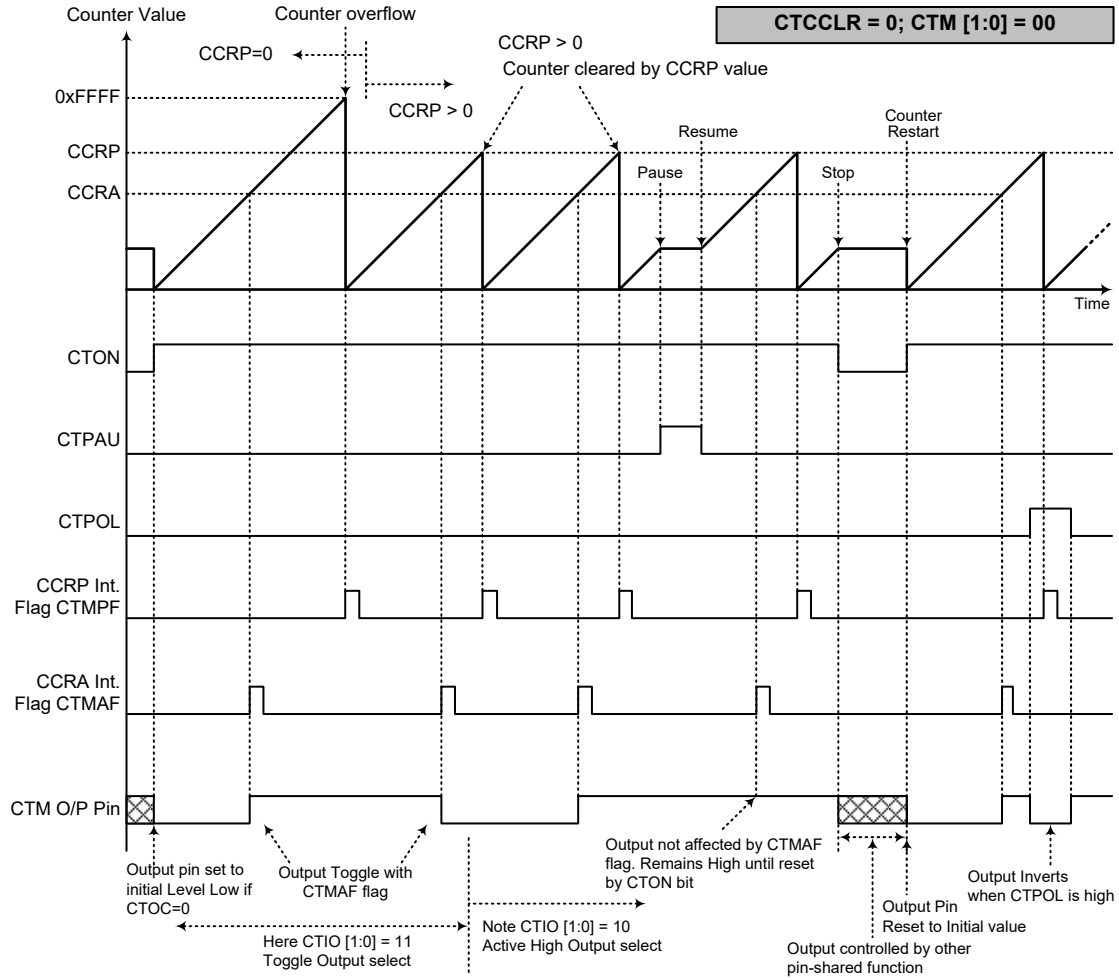 Counter Value
Counter overflow
CTCCLR = 0; CTM [1:0] = 00
CCRP=0
CCRP > 0
CCRP > 0
Counter cleared by CCRP value
0xFFFF
CCRP
CCRA
Pause
Resume
Stop
Counter
Restart
Time
CTON
CTPAU
CTPOL
CCRP Int.
Flag CTMPF
CCRA Int.
Flag CTMAF
CTM O/P Pin
Output pin set to
initial Level Low if
CTOC=0
Output Toggle with
CTMAF flag
Output not affected by CTMAF
flag. Remains High until reset
by CTON bit
Output Inverts
when CTPOL is high
Output Pin
Reset to Initial value
Here CTIO [1:0] = 11
Toggle Output select
Note CTIO [1:0] = 10
Active High Output select
Output controlled by other
pin-shared function